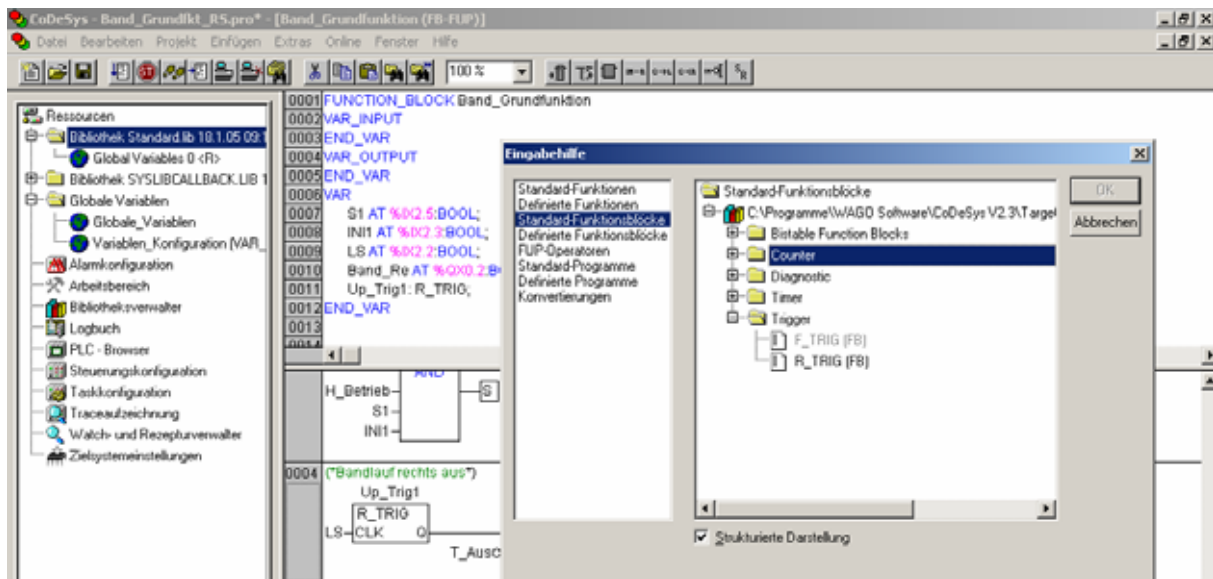 CoDeSys - Band_Grundfkt_RS.pro* - [Band_Grundfunktion (FB-FUP)]
Datei Bearbeiten Projekt Einfügen Extras Online Fenster Hilfe
100 %
Ressourcen
Bibliothek Standard.lib 18.1.05 09:1
Global Variables 0 <R>
Bibliothek SYSLIBCALLBACK.LIB 1
Globale Variablen
Globale_Variablen
Variablen_Konfiguration (VAR_
Alarmkonfiguration
Arbeitsbereich
Bibliotheksverwalter
Logbuch
PLC - Browser
Steuerungskonfiguration
Taskkonfiguration
Traceaufzeichnung
Watch- und Rezepturverwalter
Zielsystemeinstellungen
0001 FUNCTION_BLOCK Band_Grundfunktion
0002 VAR_INPUT
0003 END_VAR
0004 VAR_OUTPUT
0005 END_VAR
0006 VAR
0007 S1 AT %IX2.5:BOOL;
0008 INI1 AT %IX2.3:BOOL;
0009 LS AT %IX2.2:BOOL;
0010 Band_Re AT %QX0.2:B
0011 Up_Trig1: R_TRIG;
0012 END_VAR
0013
0014
AND
H_Betrieb
S
S1
INI1
0004 ("Bandlauf rechts aus")
Up_Trig1
R_TRIG
LS CLK Q
T_Ausc
Eingabehilfe
Standard-Funktionen
Definierte Funktionen
Standard-Funktionsblöcke
Definierte Funktionsblöcke
FUP-Operatoren
Standard-Programme
Definierte Programme
Konvertierungen
Standard-Funktionsblöcke
C:\Programme\WAGO Software\CoDeSys V2.3\Target
Bistable Function Blocks
Counter
Diagnostic
Timer
Trigger
F_TRIG (FB)
R_TRIG (FB)
OK
Abbrechen
Strukturierte Darstellung